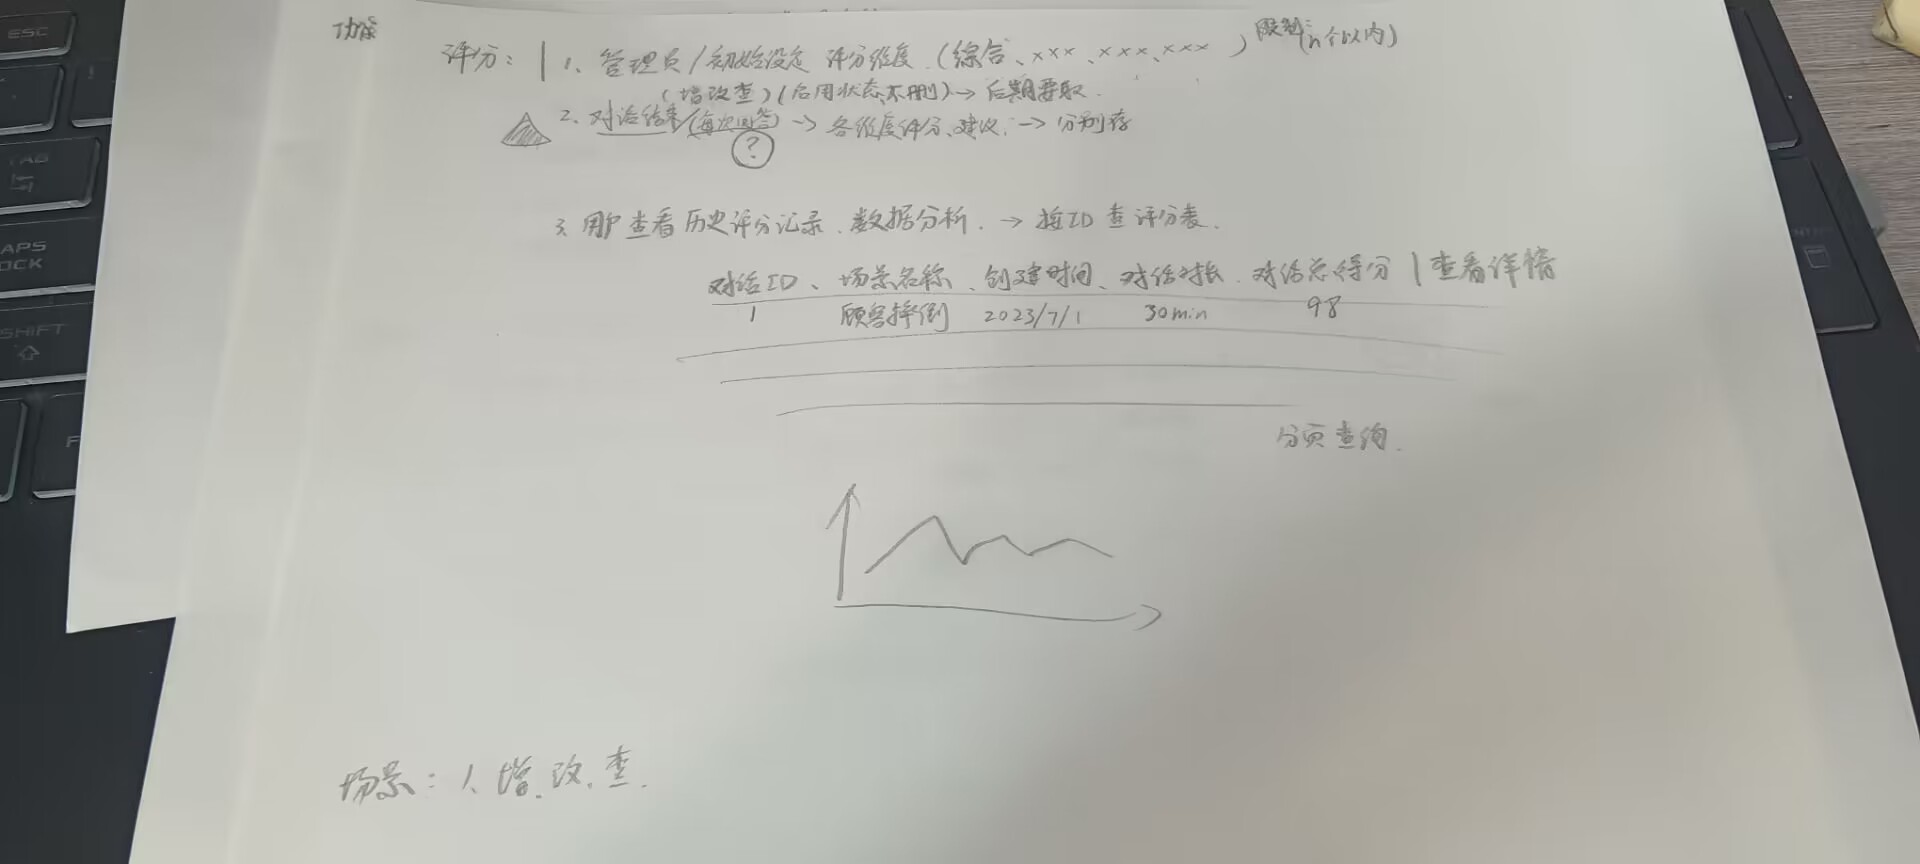 功能
评分： 1、管理员/初始设定 评分维度（综合、xxx、xxx、xxx）限制：n个以内）
（增改查）（启用状态不删）→ 后期要取.
2、对话结束/（每次回答）→ 各维度评分、建议. → 分别存
?
3、用户查看历史评分记录、数据分析. → 按ID查评分表.
对话ID、场景名称、创建时间、对话时长、对话总得分 | 查看详情
1 顾客摔倒 2023/7/1 30min 98
分页查询.
场景：1、增、改、查.
ESC
TAB
APS
OCK
SHIFT
F